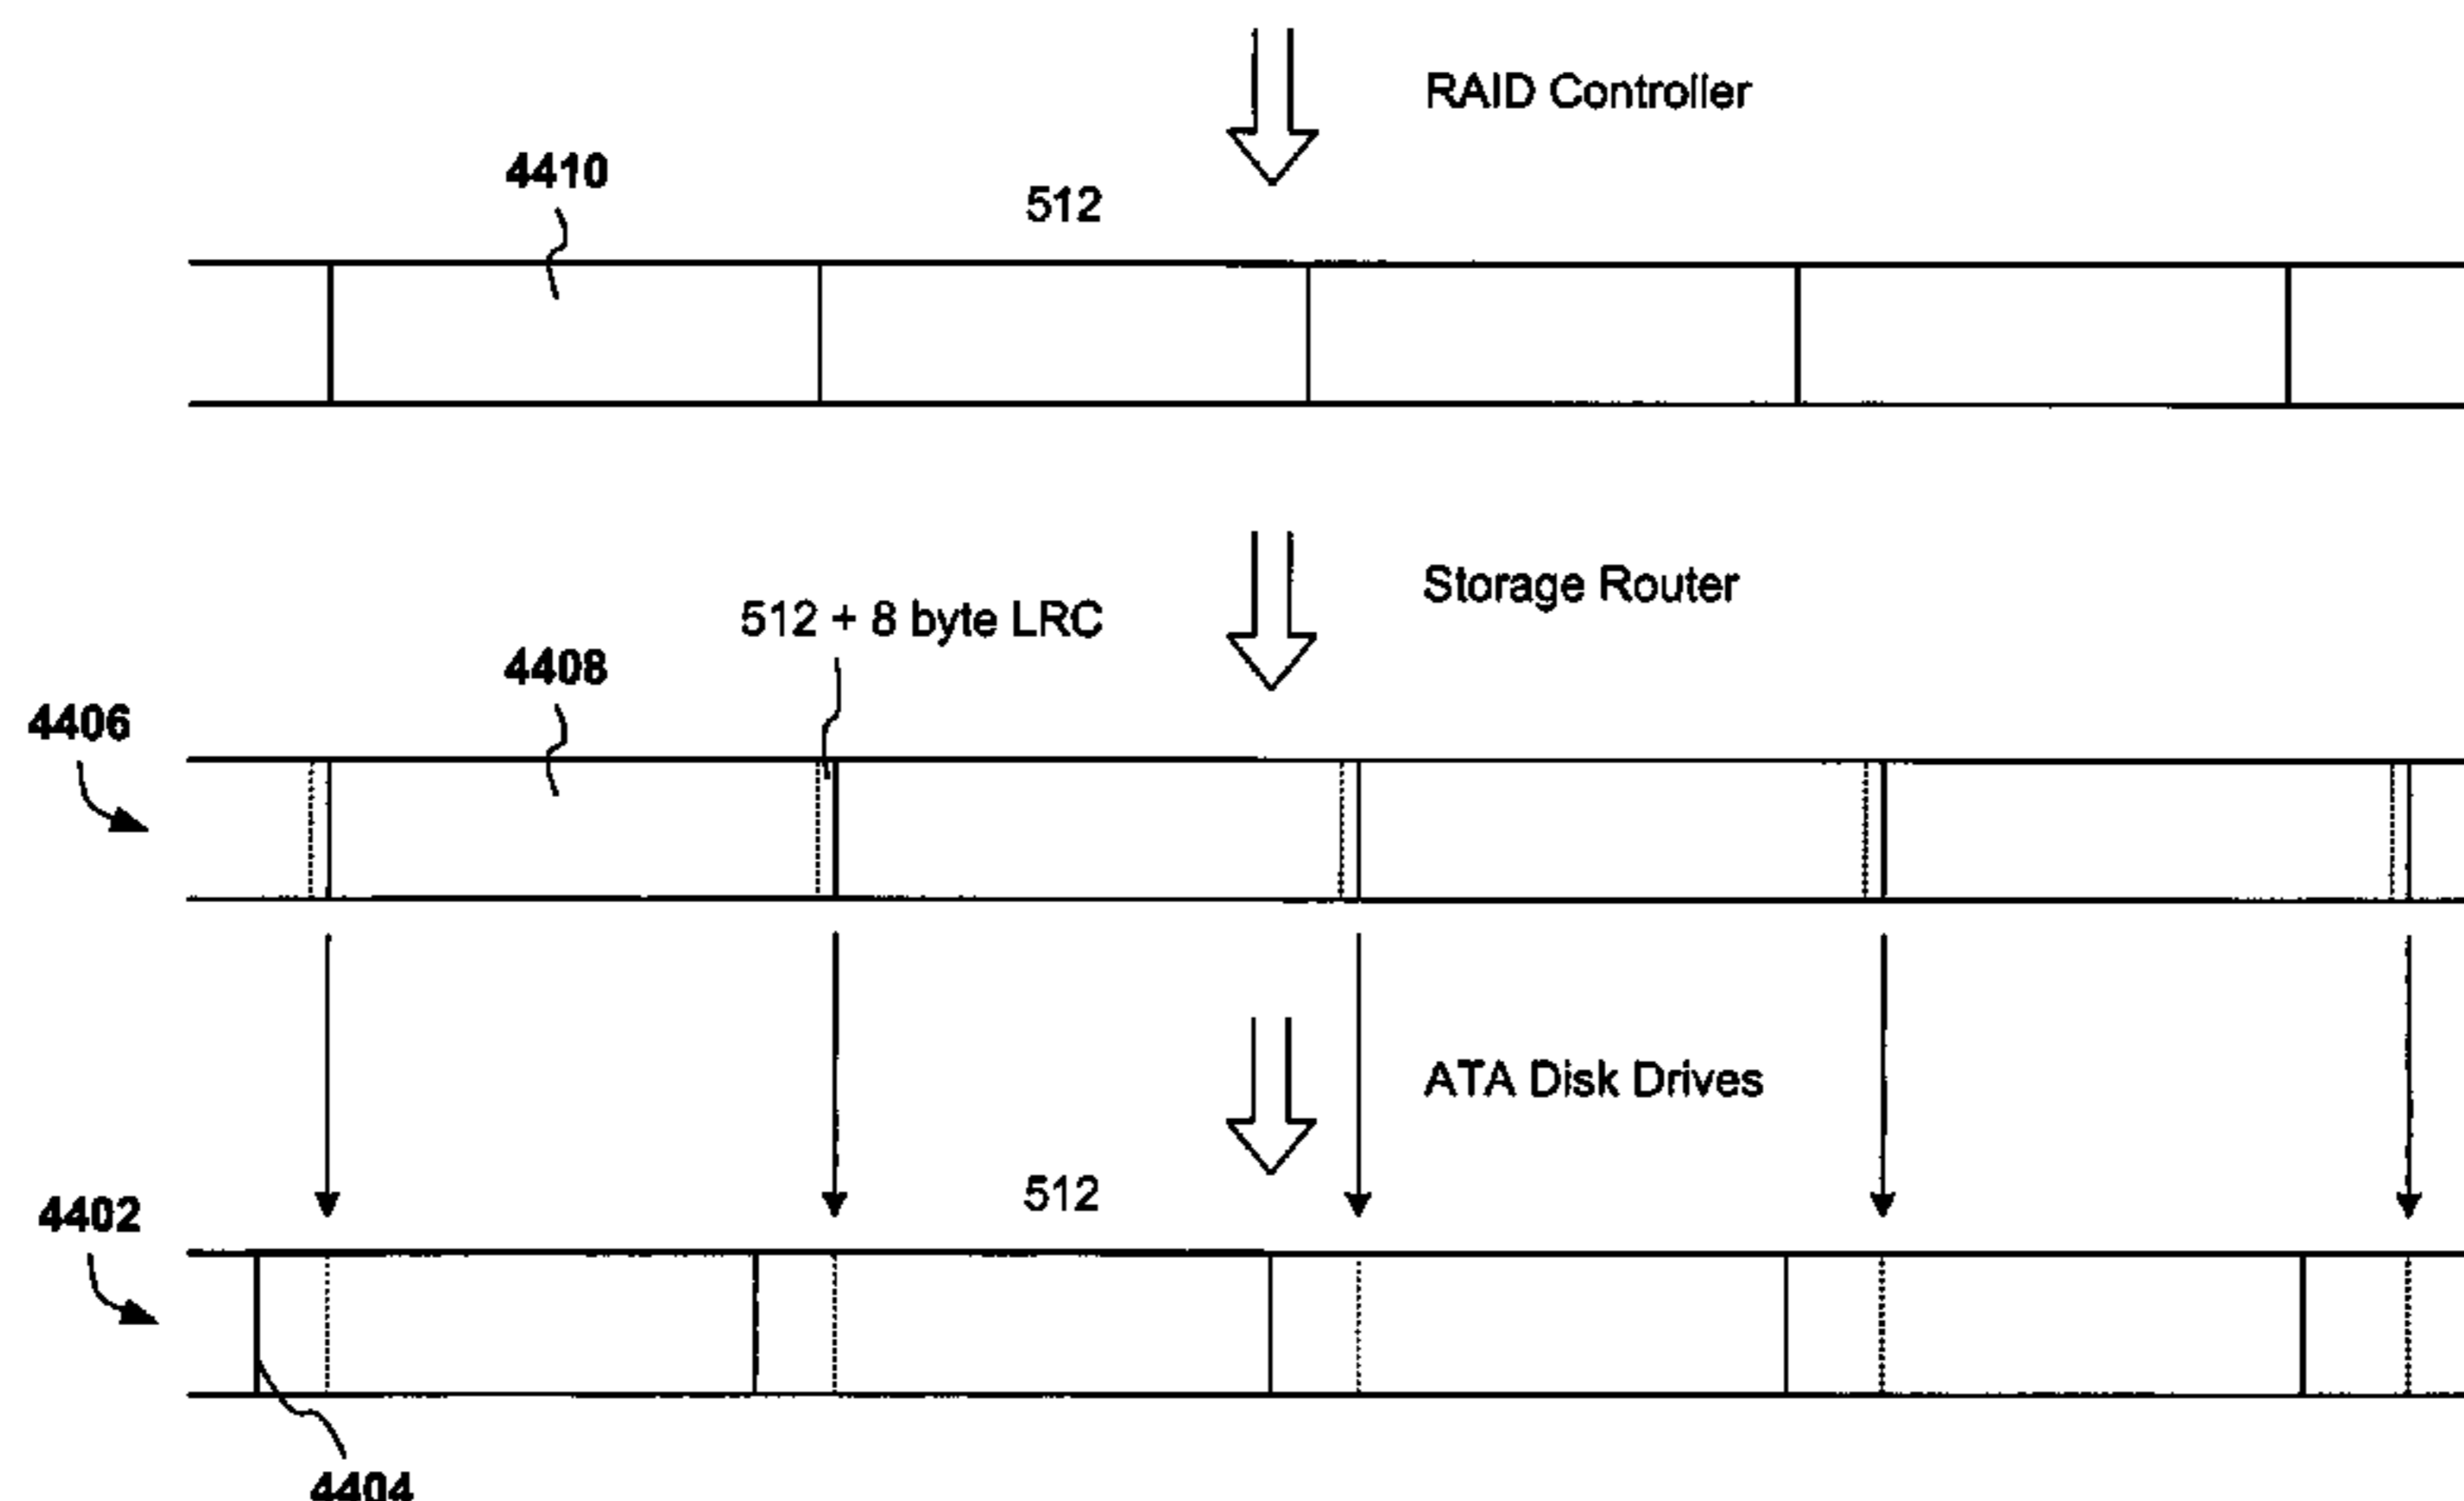 RAID Controller
4410
512
Storage Router
512 + 8 byte LRC
4408
4406
ATA Disk Drives
512
4402
4404